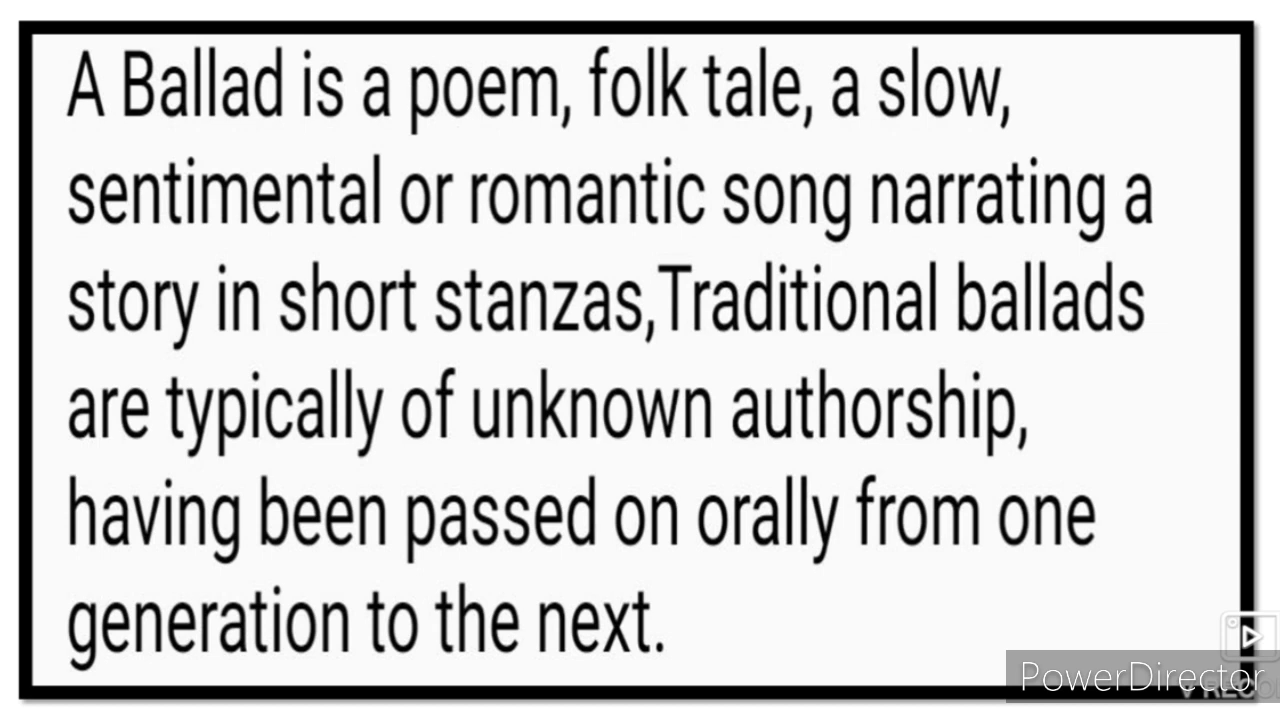 A Ballad is a poem, folk tale, a slow,
sentimental or romantic song narrating a
story in short stanzas,Traditional ballads
are typically of unknown authorship,
having been passed on orally from one
generation to the next.
PowerDirector